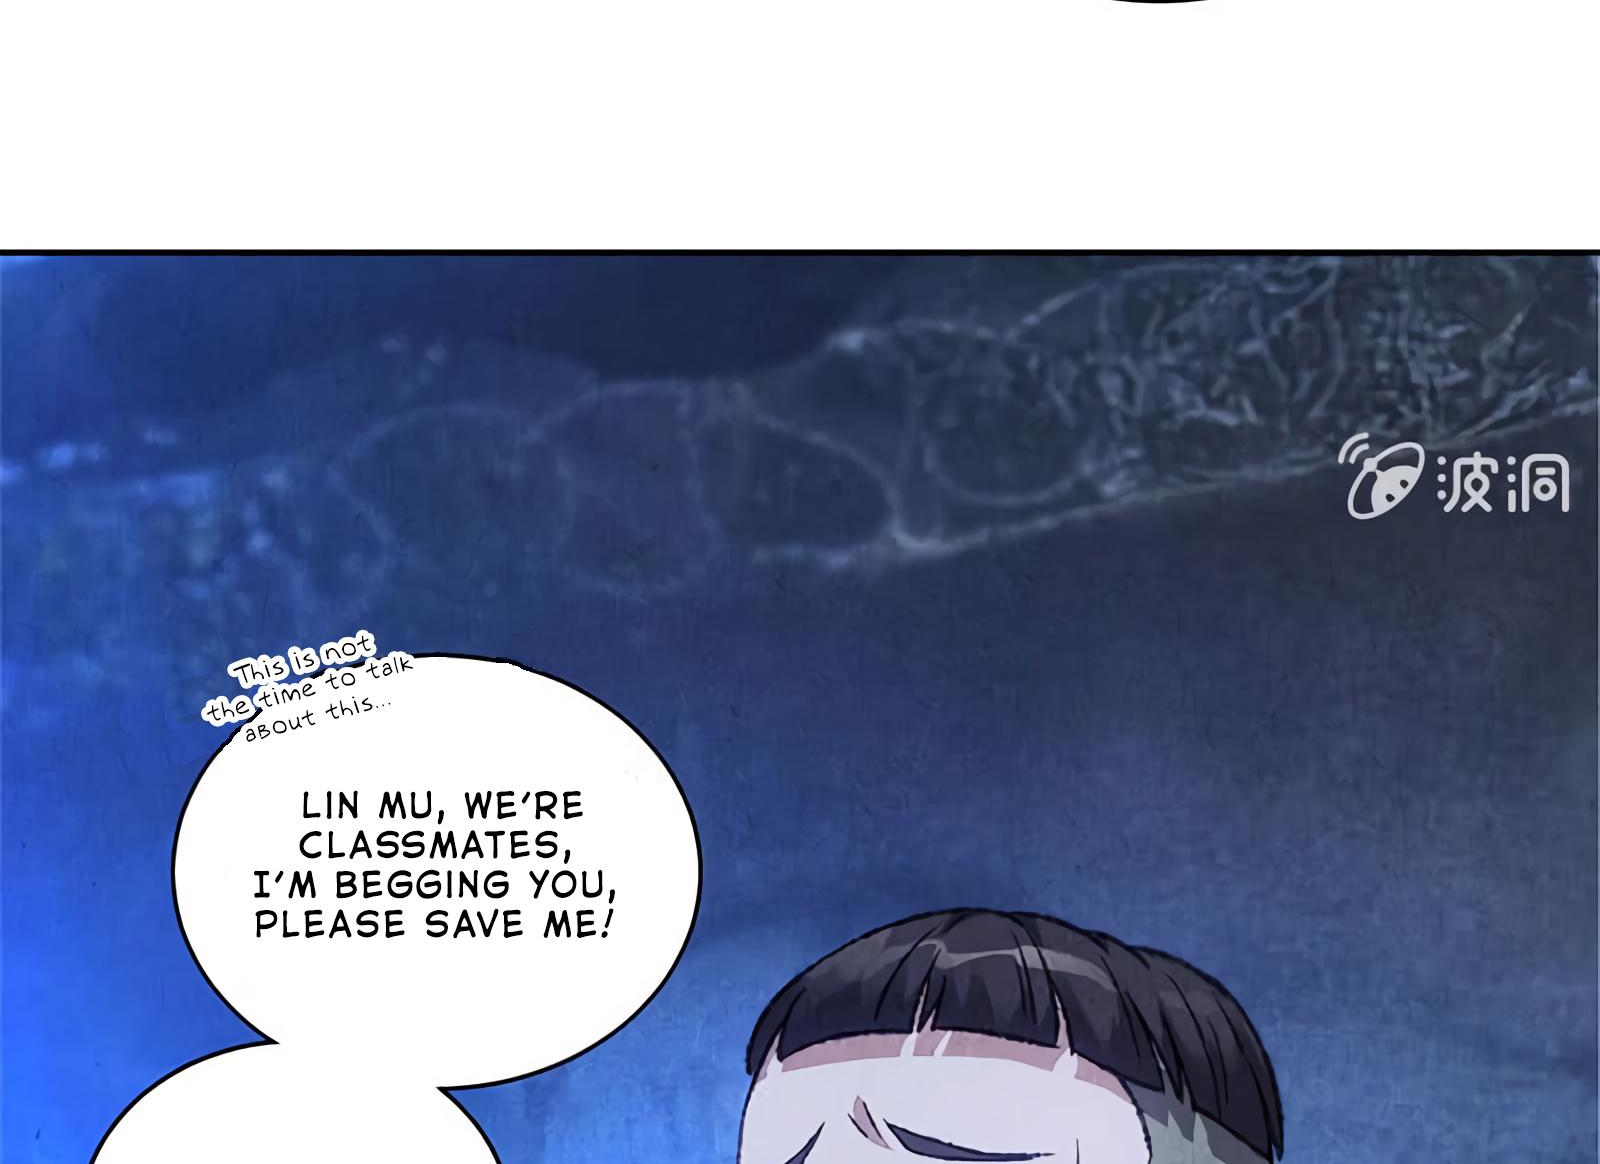 波洞
This is not
the time to talk
about this...
LIN MU, WE'RE
CLASSMATES,
I'M BEGGING YOU,
PLEASE SAVE ME!